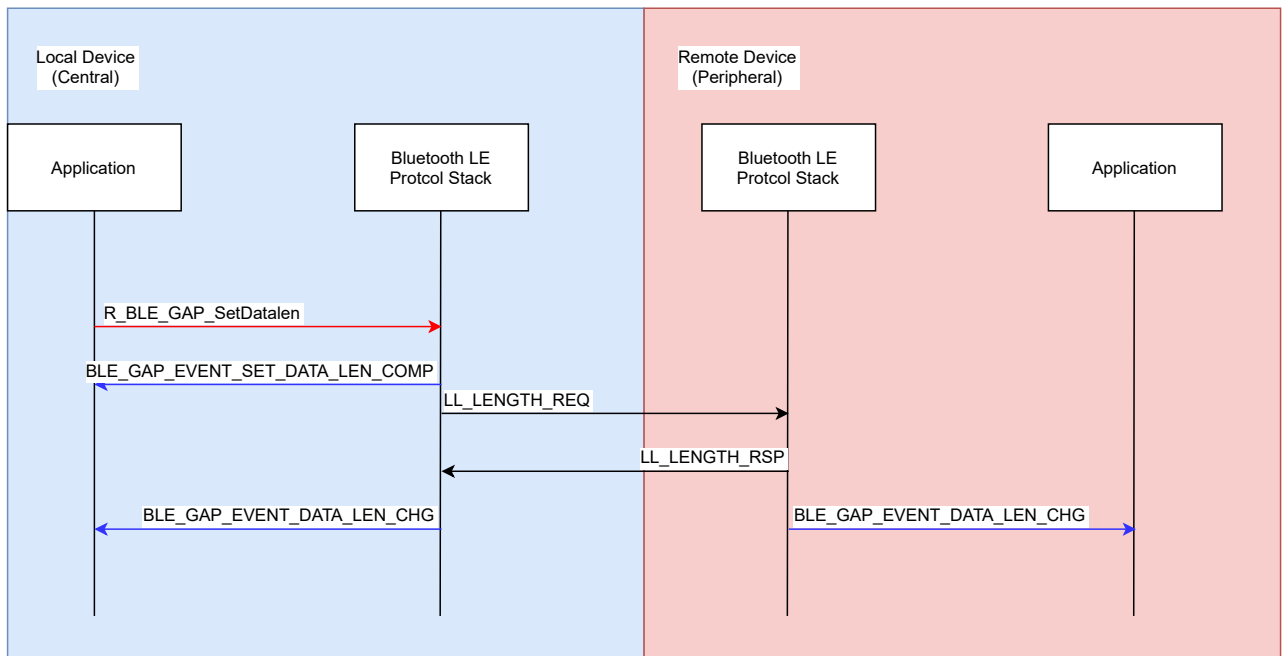 Local Device
(Central)
Remote Device
(Peripheral)
Application
Bluetooth LE
Protcol Stack
Bluetooth LE
Protcol Stack
Application
R_BLE_GAP_SetDatalen
BLE_GAP_EVENT_SET_DATA_LEN_COMP
LL_LENGTH_REQ
LL_LENGTH_RSP
BLE_GAP_EVENT_DATA_LEN_CHG
BLE_GAP_EVENT_DATA_LEN_CHG